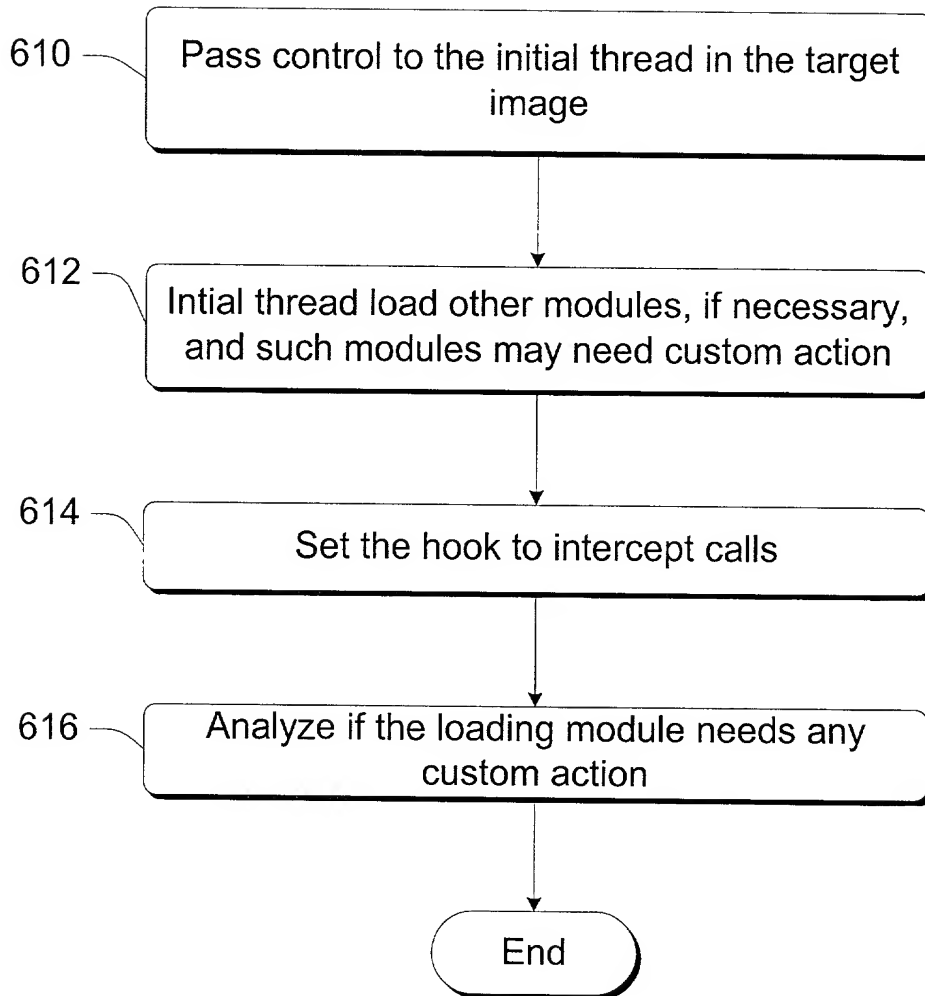 610
Pass control to the initial thread in the target
image
612
Intial thread load other modules, if necessary,
and such modules may need custom action
614
Set the hook to intercept calls
616
Analyze if the loading module needs any
custom action
End